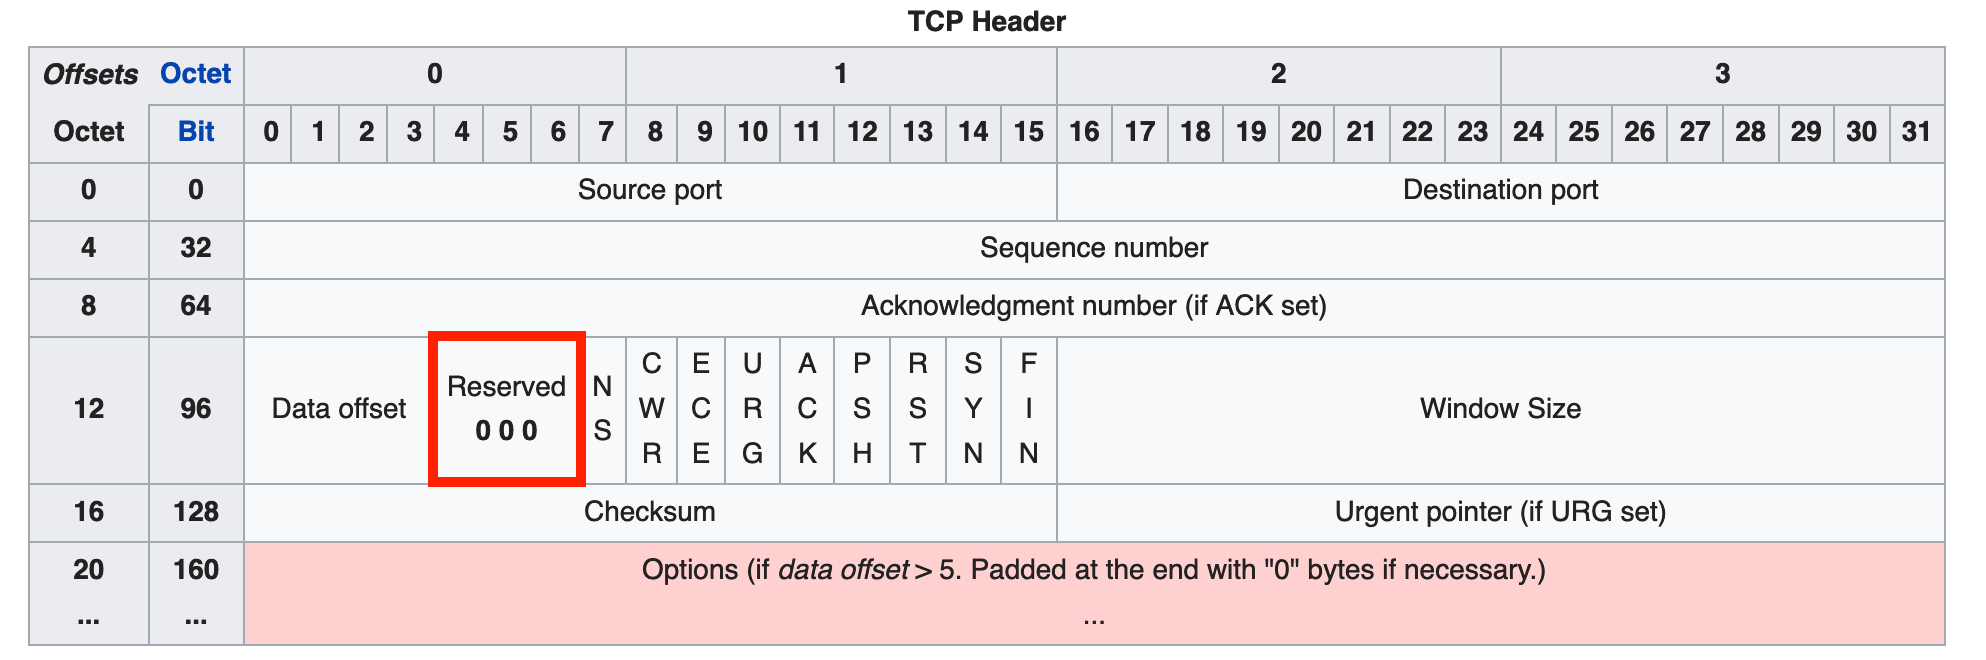 TCP Header
Offsets Octet 0 1 2 3
Octet Bit 0 1 2 3 4 5 6 7 8 9 10 11 12 13 14 15 16 17 18 19 20 21 22 23 24 25 26 27 28 29 30 31
0 0 Source port Destination port
4 32 Sequence number
8 64 Acknowledgment number (if ACK set)
12 96 Data offset Reserved 0 0 0 NS CWR ECE URG ACK PSH RST SYN FIN Window Size
16 128 Checksum Urgent pointer (if URG set)
20 160 Options (if data offset > 5. Padded at the end with "0" bytes if necessary.)
... ... ...